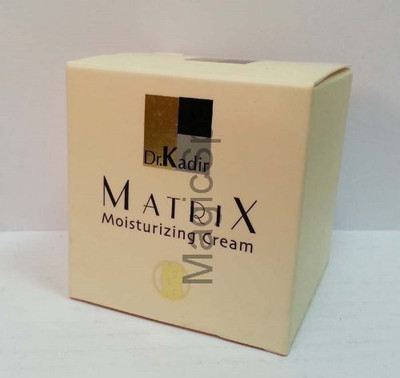 Dr.Kadir
MATRIX
Moisturizing Cream